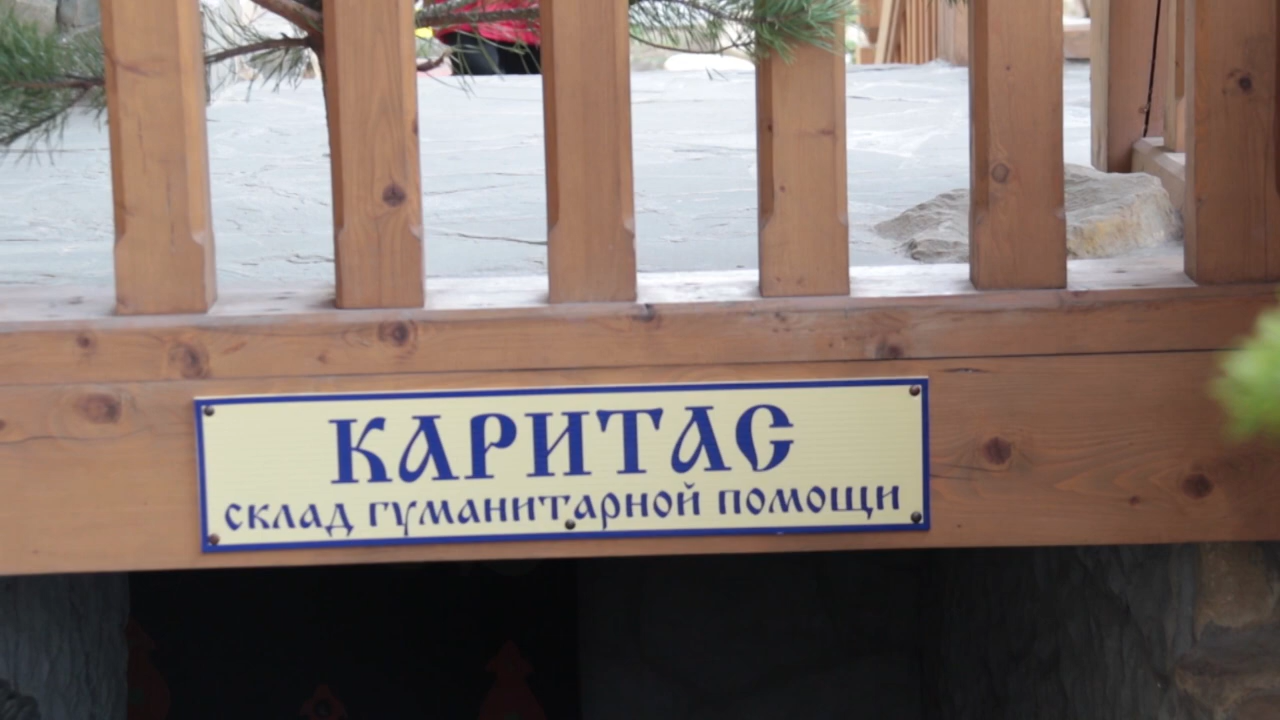 КАРИТАС
склад гуманитарной помощи